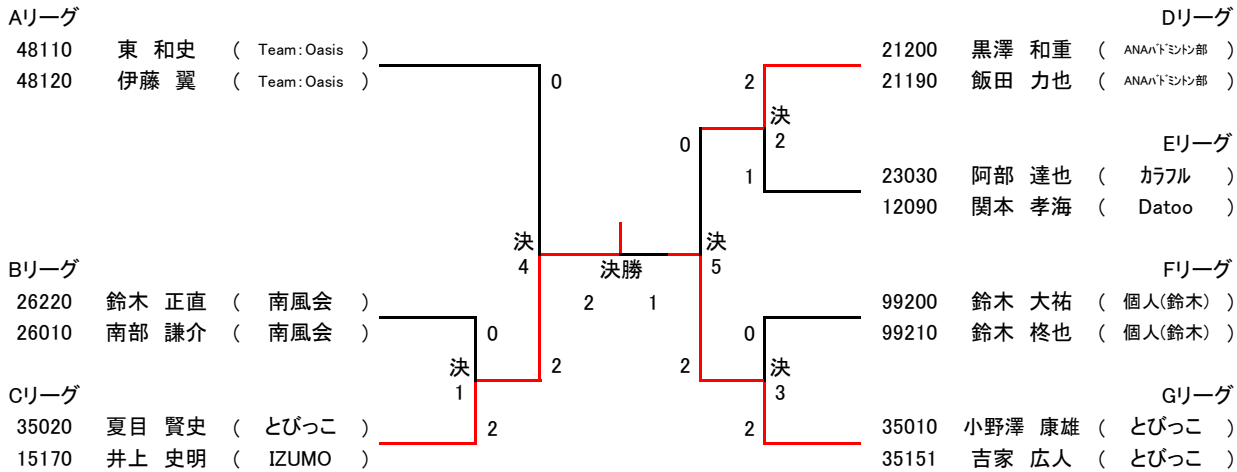 Aリーグ
48110 東 和史 ( Team:Oasis )
48120 伊藤 翼 ( Team:Oasis )
0
決
4
Bリーグ
26220 鈴木 正直 ( 南風会 )
26010 南部 謙介 ( 南風会 )
0
決
1
2
Cリーグ
35020 夏目 賢史 ( とびっこ )
15170 井上 史明 ( IZUMO )
2
決勝
2 1
Dリーグ
21200 黒澤 和重 ( ANAバドミントン部 )
21190 飯田 力也 ( ANAバドミントン部 )
2
決
2
0
1
Eリーグ
23030 阿部 達也 ( カラフル )
12090 関本 孝海 ( Datoo )
決
5
Fリーグ
99200 鈴木 大祐 ( 個人(鈴木) )
99210 鈴木 柊也 ( 個人(鈴木) )
0
決
3
2
Gリーグ
35010 小野澤 康雄 ( とびっこ )
35151 吉家 広人 ( とびっこ )
2